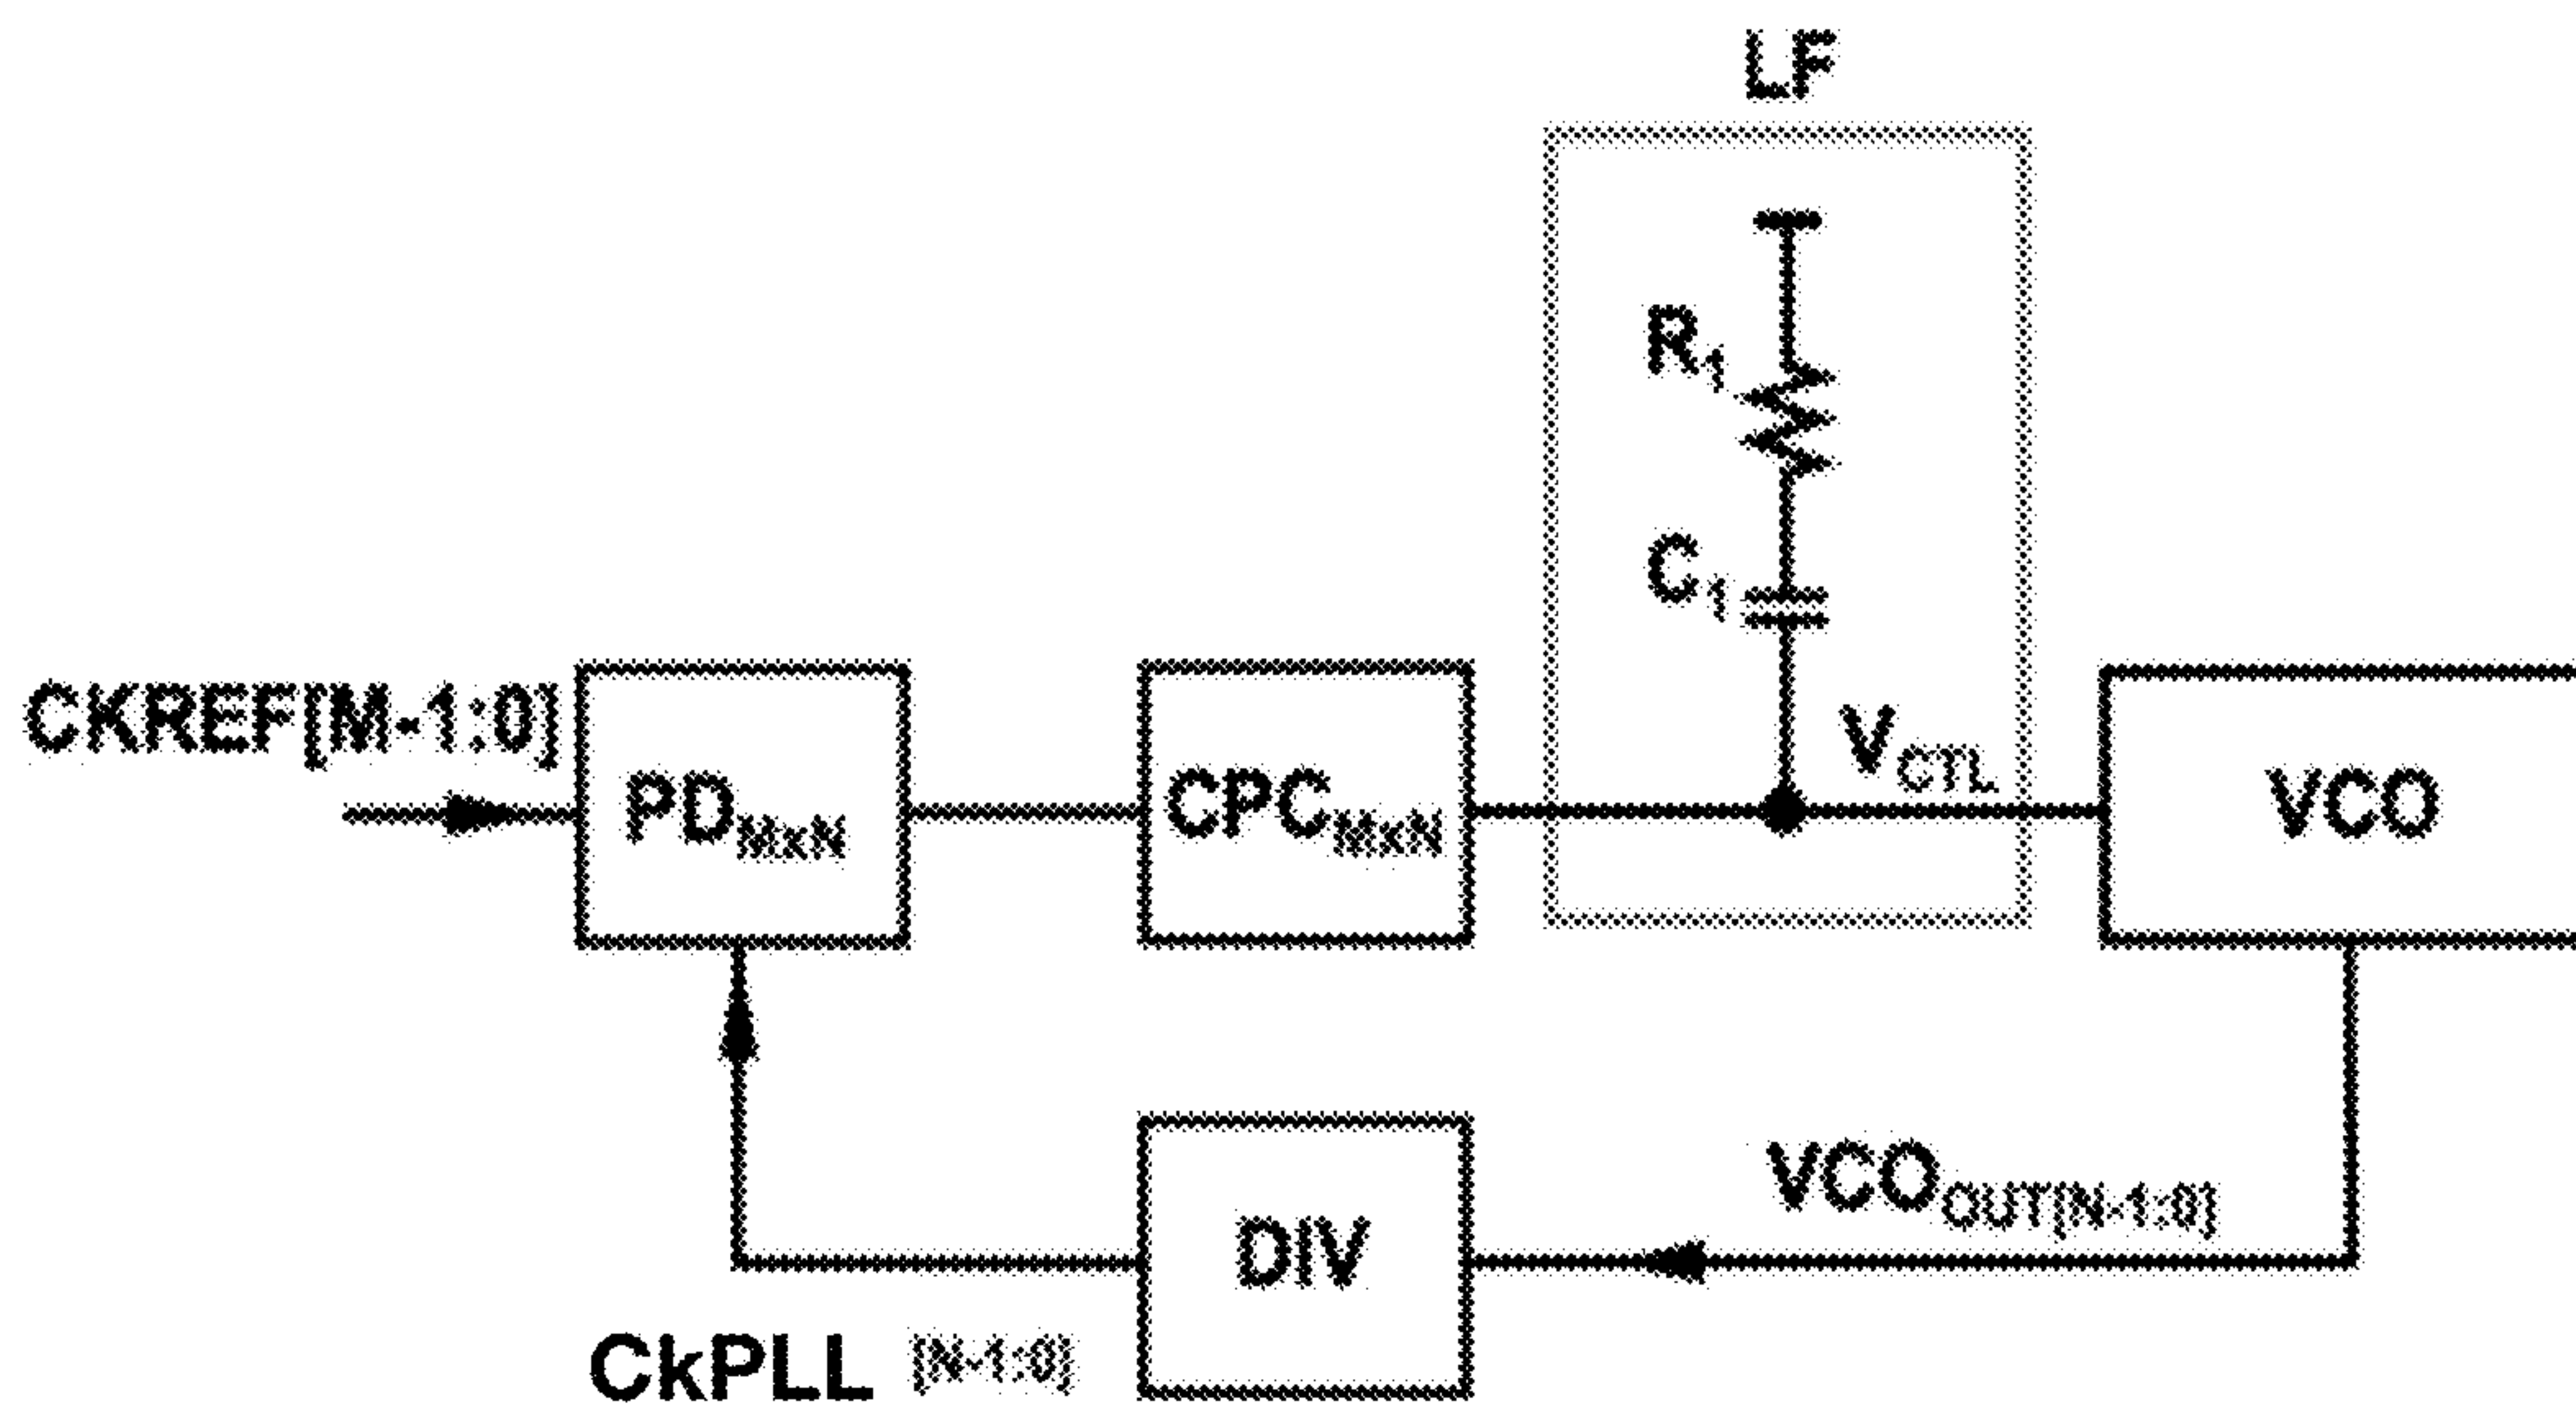 LF
R1
C1
CKREF[M-1:0]
PDMxN
CPCMxN
VCTL
VCO
DIV
VCOOUT[N-1:0]
CkPLL [N-1:0]